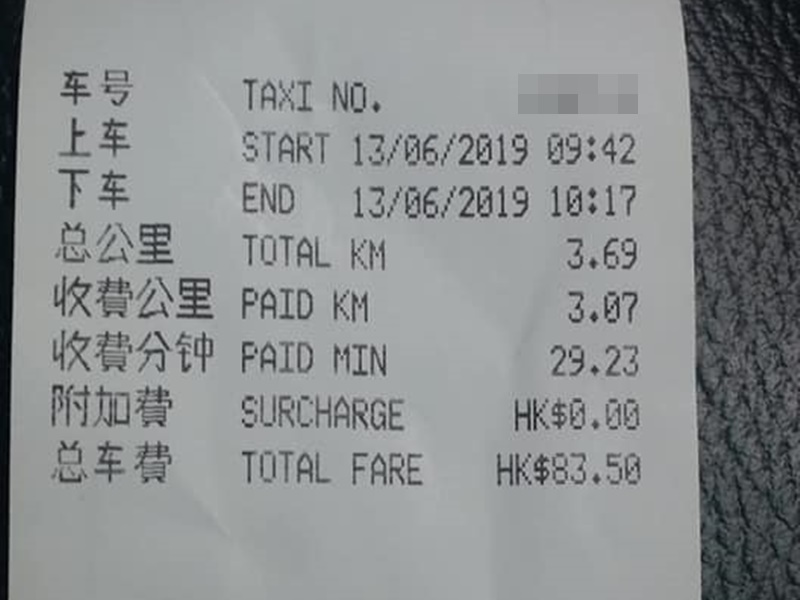 车号 TAXI NO.
上车 START 13/06/2019 09:42
下车 END 13/06/2019 10:17
总公里 TOTAL KM 3.69
收費公里 PAID KM 3.07
收費分钟 PAID MIN 29.23
附加費 SURCHARGE HK$0.00
总车費 TOTAL FARE HK$83.50